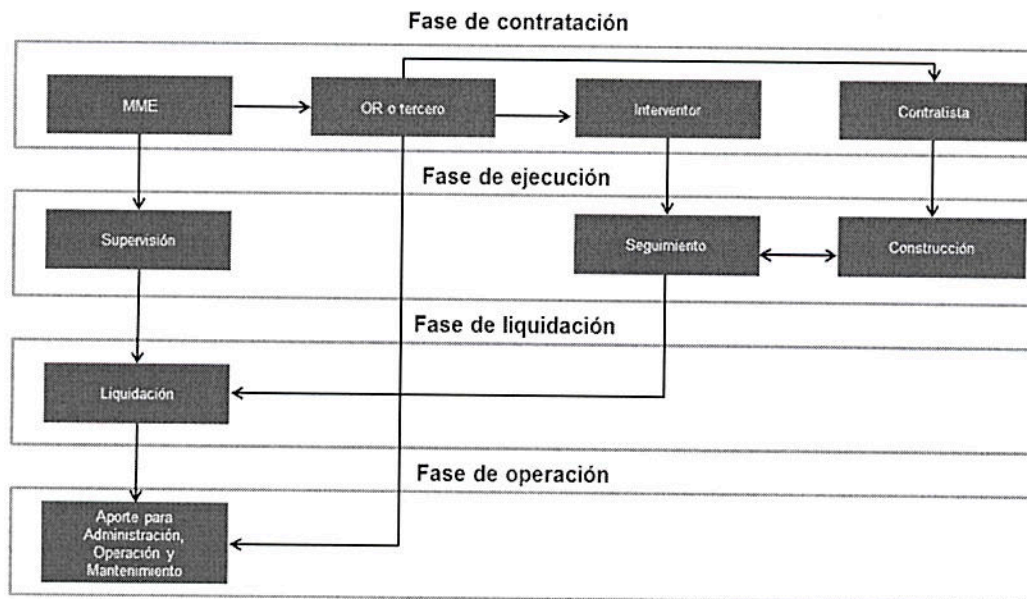 Fase de contratación
MME
OR o tercero
Interventor
Contratista
Fase de ejecución
Supervisión
Seguimiento
Construcción
Fase de liquidación
Liquidación
Fase de operación
Aporte para
Administración,
Operación y
Mantenimiento